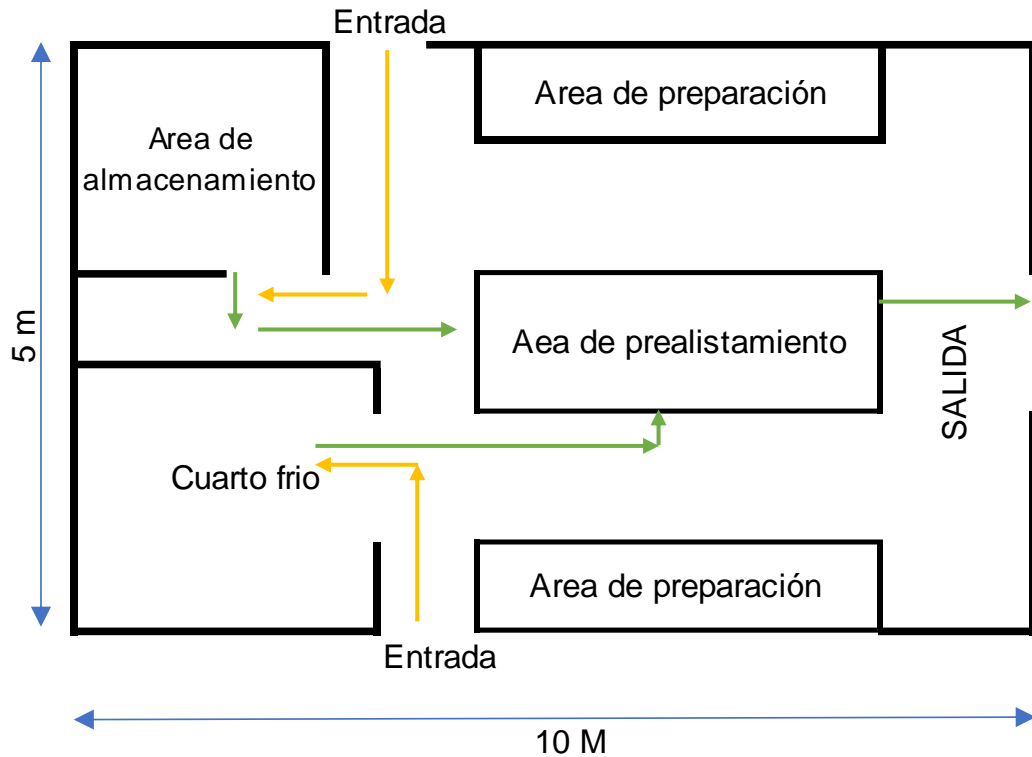 Entrada
Area de preparación
Area de
almacenamiento
5 m
Aea de prealistamiento
SALIDA
Cuarto frio
Area de preparación
Entrada
10 M